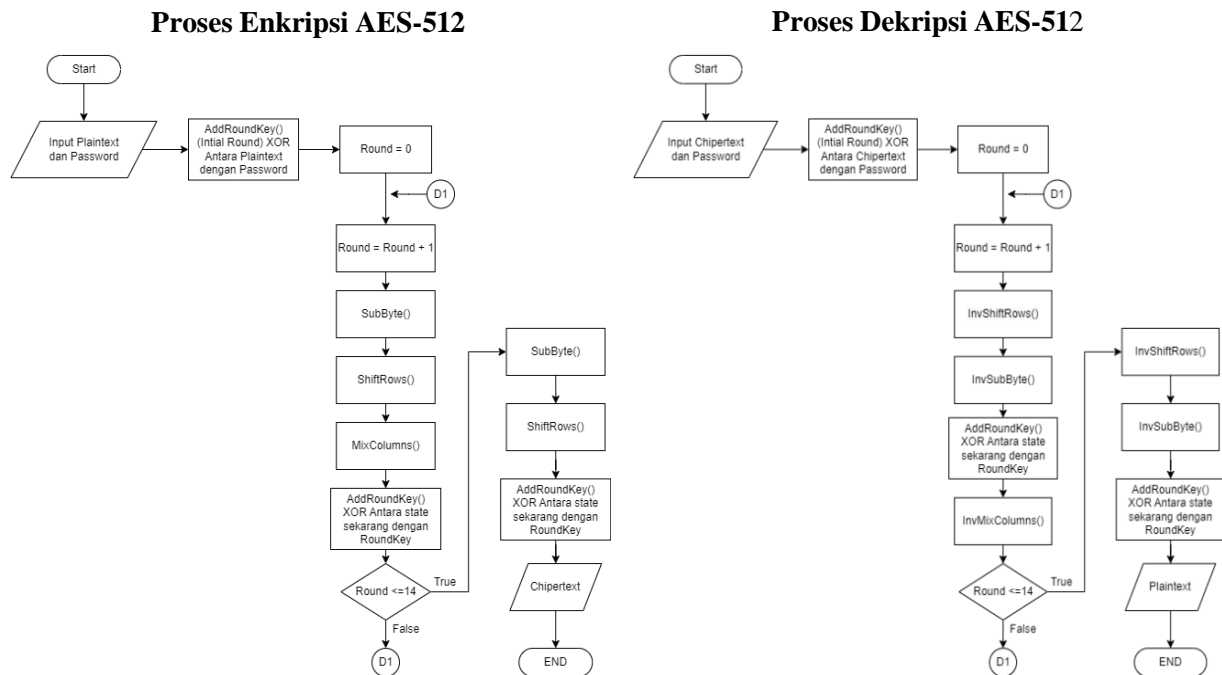 Proses Enkripsi AES-512
Start
Input Plaintext
dan Password
AddRoundKey()
(Intial Round) XOR
Antara Plaintext
dengan Password
Round = 0
D1
Round = Round + 1
SubByte()
ShiftRows()
MixColumns()
AddRoundKey()
XOR Antara state
sekarang dengan
RoundKey
Round <=14
True
False
D1
SubByte()
ShiftRows()
AddRoundKey()
XOR Antara state
sekarang dengan
RoundKey
Chipertext
END
Proses Dekripsi AES-512
Start
Input Chipertext
dan Password
AddRoundKey()
(Intial Round) XOR
Antara Chipertext
dengan Password
Round = 0
D1
Round = Round + 1
InvShiftRows()
InvSubByte()
AddRoundKey()
XOR Antara state
sekarang dengan
RoundKey
InvMixColumns()
Round <=14
True
False
D1
InvShiftRows()
InvSubByte()
AddRoundKey()
XOR Antara state
sekarang dengan
RoundKey
Plaintext
END